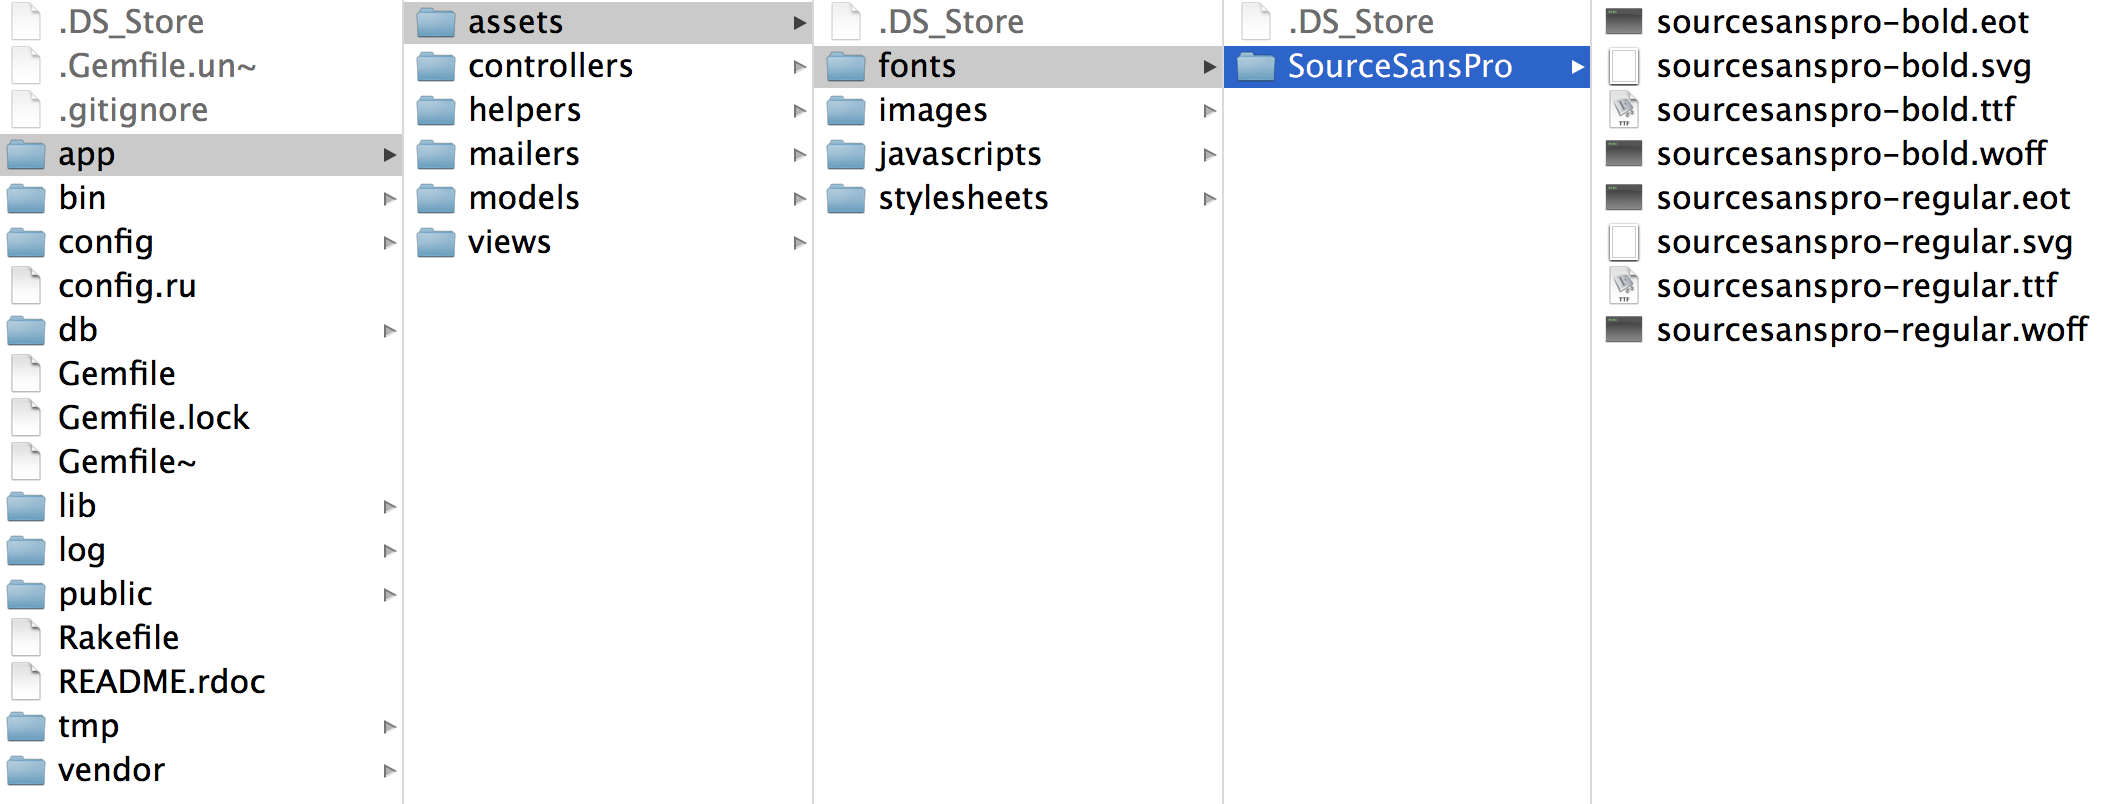 .DS_Store
.Gemfile.un~
.gitignore
app
bin
config
config.ru
db
Gemfile
Gemfile.lock
Gemfile~
lib
log
public
Rakefile
README.rdoc
tmp
vendor
assets
controllers
helpers
mailers
models
views
.DS_Store
fonts
images
javascripts
stylesheets
.DS_Store
SourceSansPro
sourcesanspro-bold.eot
sourcesanspro-bold.svg
TTF
sourcesanspro-bold.ttf
sourcesanspro-bold.woff
sourcesanspro-regular.eot
sourcesanspro-regular.svg
TTF
sourcesanspro-regular.ttf
sourcesanspro-regular.woff